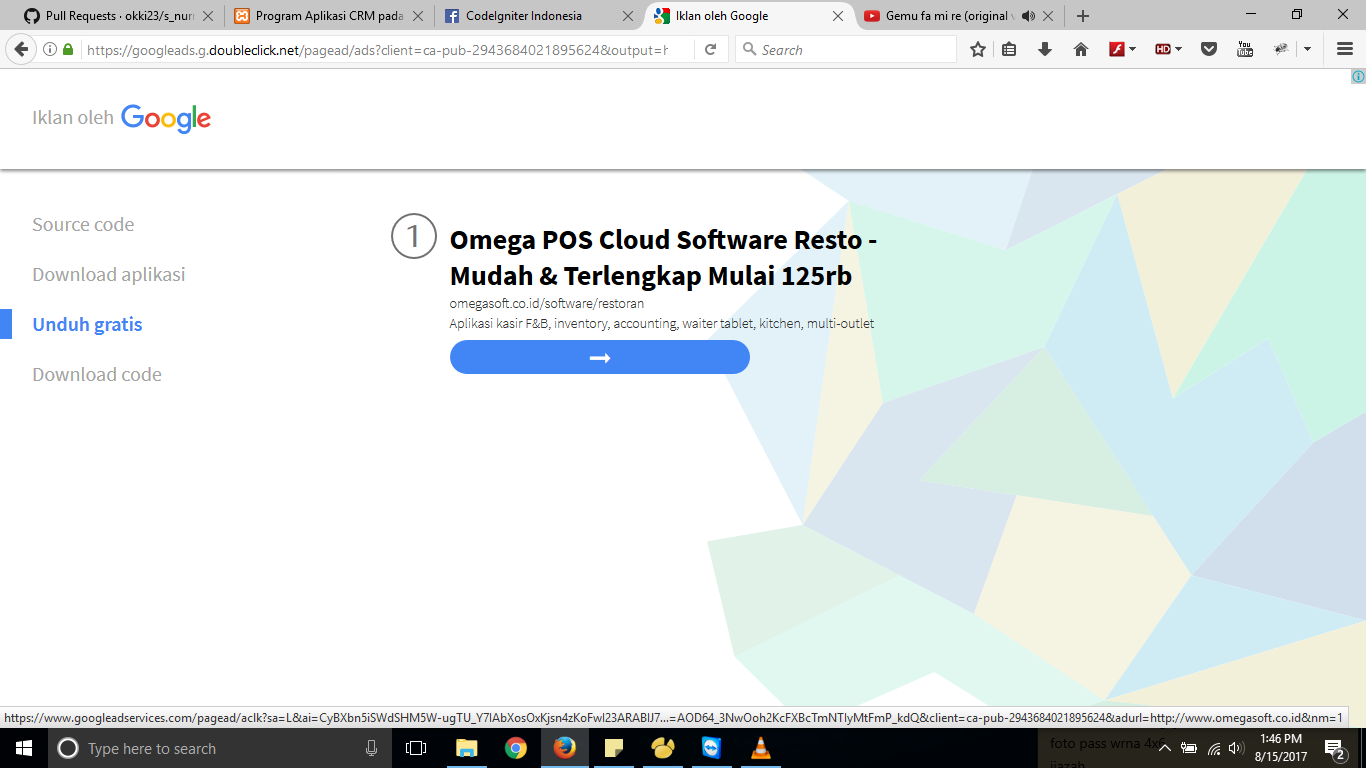 Pull Requests · okki23/s_nurr
Program Aplikasi CRM pada
CodeIgniter Indonesia
Iklan oleh Google
Gemu fa mi re (original v
https://googleads.g.doubleclick.net/pagead/ads?client=ca-pub-2943684021895624&output=h
Search
HD
You Tube
Iklan oleh Google
Source code
Download aplikasi
Unduh gratis
Download code
1
Omega POS Cloud Software Resto -
Mudah & Terlengkap Mulai 125rb
omegasoft.co.id/software/restoran
Aplikasi kasir F&B, inventory, accounting, waiter tablet, kitchen, multi-outlet
https://www.googleadservices.com/pagead/aclk?sa=L&ai=CyBXbn5iSWdSHM5W-ugTU_Y7IAbXosOxKjsn4zKoFwI23ARABIJ7...=AOD64_3NwOoh2KcFXBcTmNTlyMtFmP_kdQ&client=ca-pub-2943684021895624&adurl=http://www.omegasoft.co.id&nm=1
Type here to search
foto pass wrna 4x6
ijazah
1:46 PM
8/15/2017
2